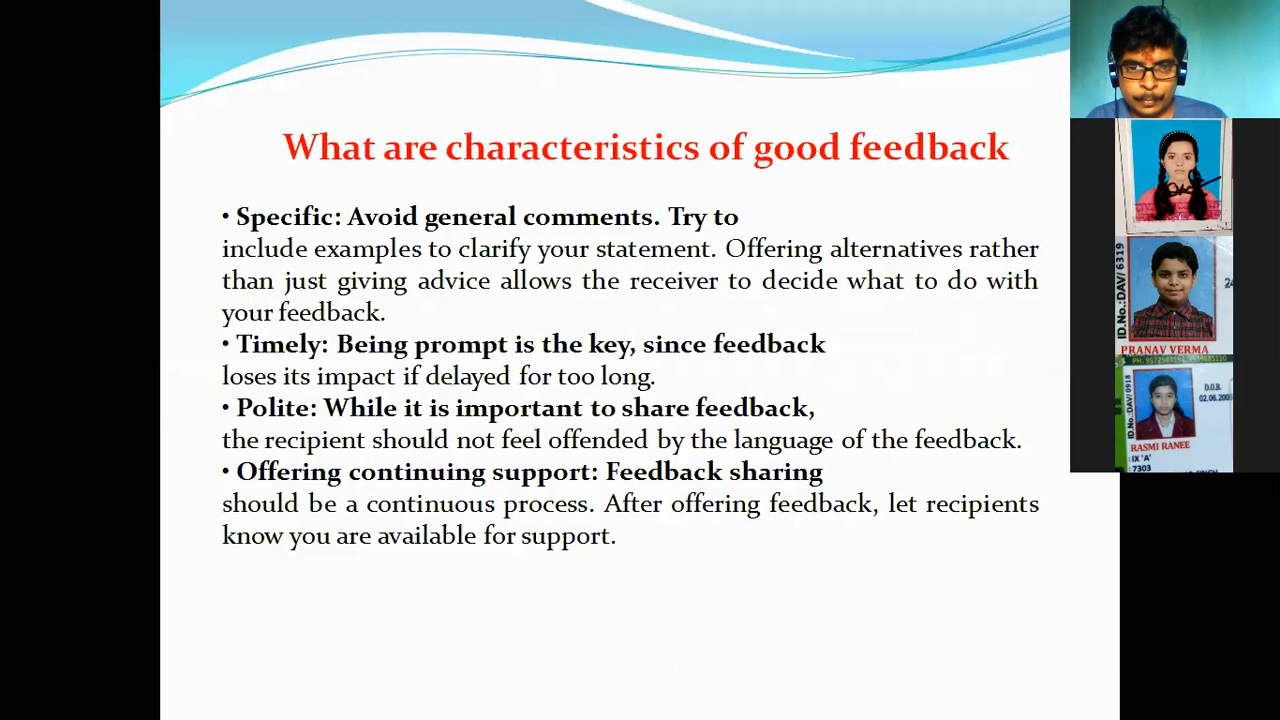 What are characteristics of good feedback
• Specific: Avoid general comments. Try to
include examples to clarify your statement. Offering alternatives rather
than just giving advice allows the receiver to decide what to do with
your feedback.
• Timely: Being prompt is the key, since feedback
loses its impact if delayed for too long.
• Polite: While it is important to share feedback,
the recipient should not feel offended by the language of the feedback.
• Offering continuing support: Feedback sharing
should be a continuous process. After offering feedback, let recipients
know you are available for support.
ID.No.:DAV/ 6319
PRANAV VERMA
ID.No.:DAV/0918
D.O.B.
RASMI RANEE
: IX 'A'
: 7303